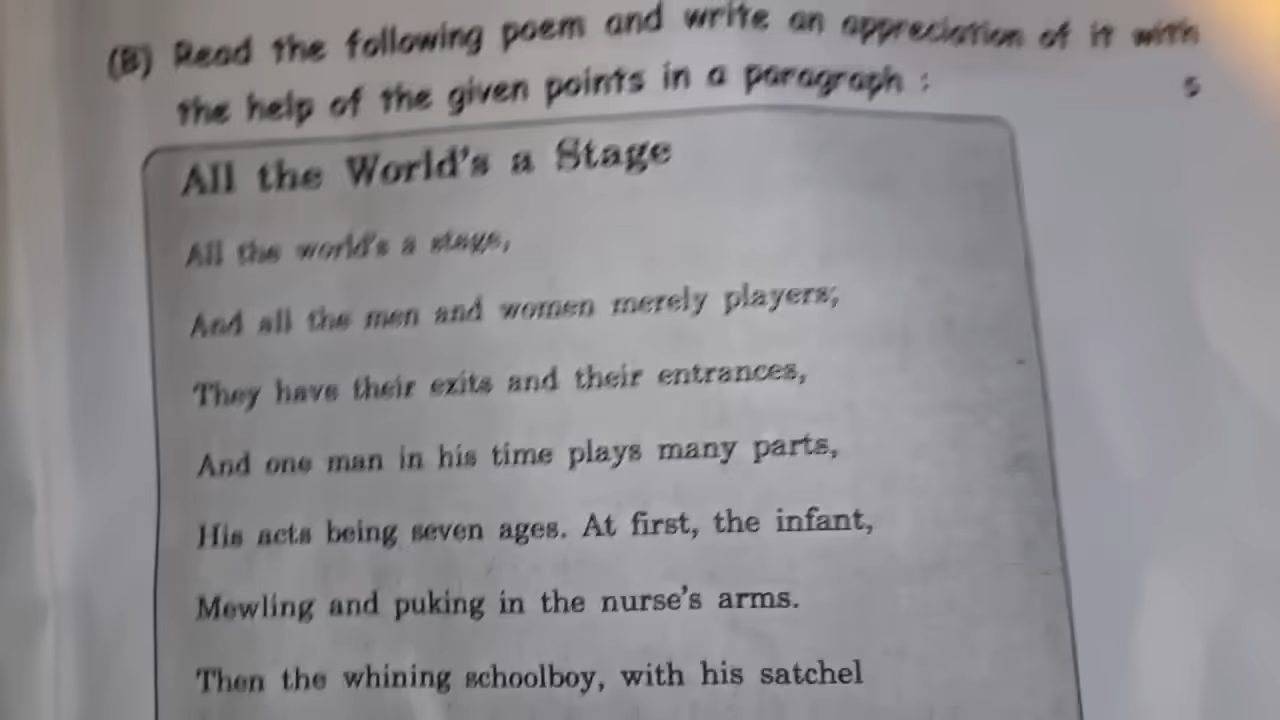 (B) Read the following poem and write an appreciation of it with
the help of the given points in a paragraph :
5
All the World's a Stage
All the world's a stage,
And all the men and women merely players;
They have their exits and their entrances,
And one man in his time plays many parts,
His acts being seven ages. At first, the infant,
Mewling and puking in the nurse's arms.
Then the whining schoolboy, with his satchel